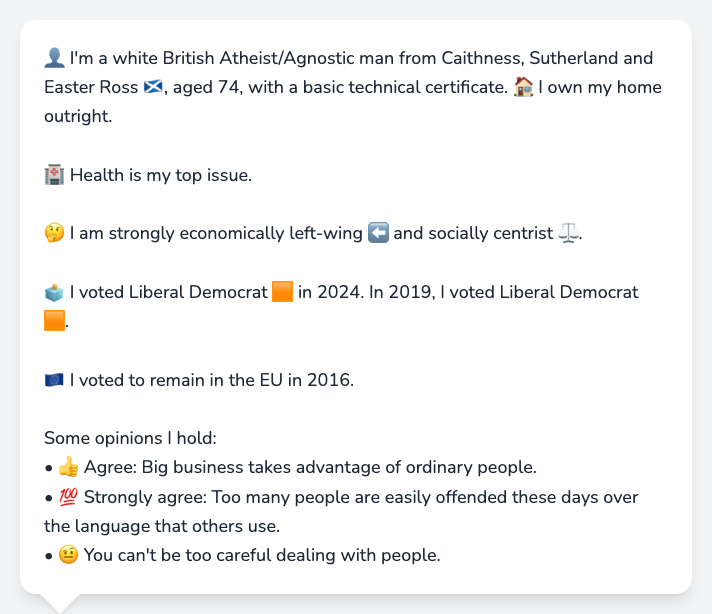 👤 I'm a white British Atheist/Agnostic man from Caithness, Sutherland and
Easter Ross 🏴󠁧󠁢󠁳󠁣󠁴󠁿, aged 74, with a basic technical certificate. 🏠 I own my home
outright.
🏥 Health is my top issue.
🤔 I am strongly economically left-wing ⬅️ and socially centrist ⚖️.
🗳️ I voted Liberal Democrat 🟧 in 2024. In 2019, I voted Liberal Democrat
🟧.
🇪🇺 I voted to remain in the EU in 2016.
Some opinions I hold:
• 👍 Agree: Big business takes advantage of ordinary people.
• 💯 Strongly agree: Too many people are easily offended these days over
the language that others use.
• 🤨 You can't be too careful dealing with people.